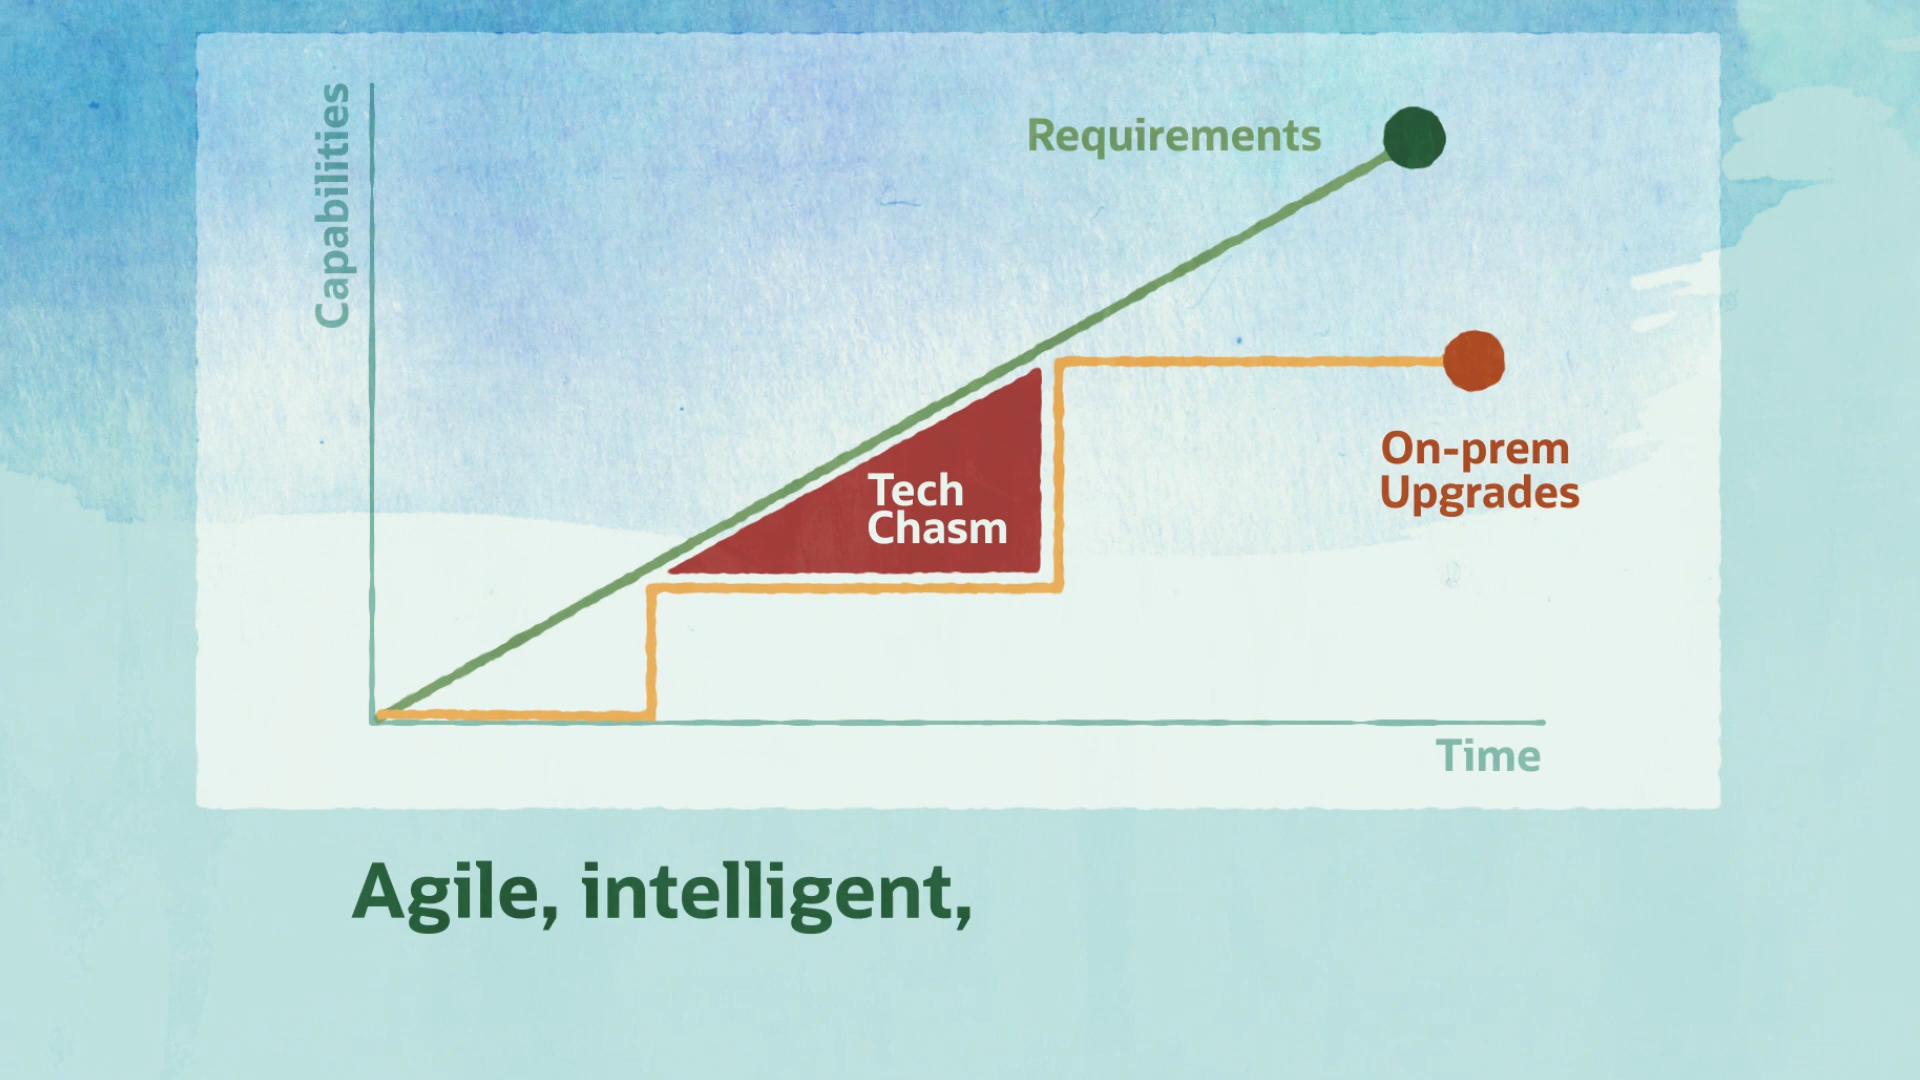 Capabilities
Requirements
Tech
Chasm
On-prem
Upgrades
Time
Agile, intelligent,